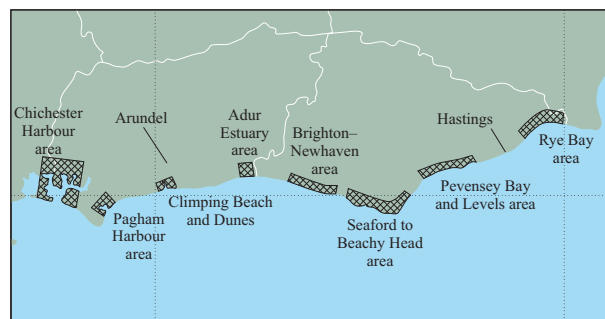 Chichester
Harbour
area
Arundel
Adur
Estuary
area
Brighton–
Newhaven
area
Hastings
Rye Bay
area
Pagham
Harbour
area
Climping Beach
and Dunes
Seaford to
Beachy Head
area
Pevensey Bay
and Levels area